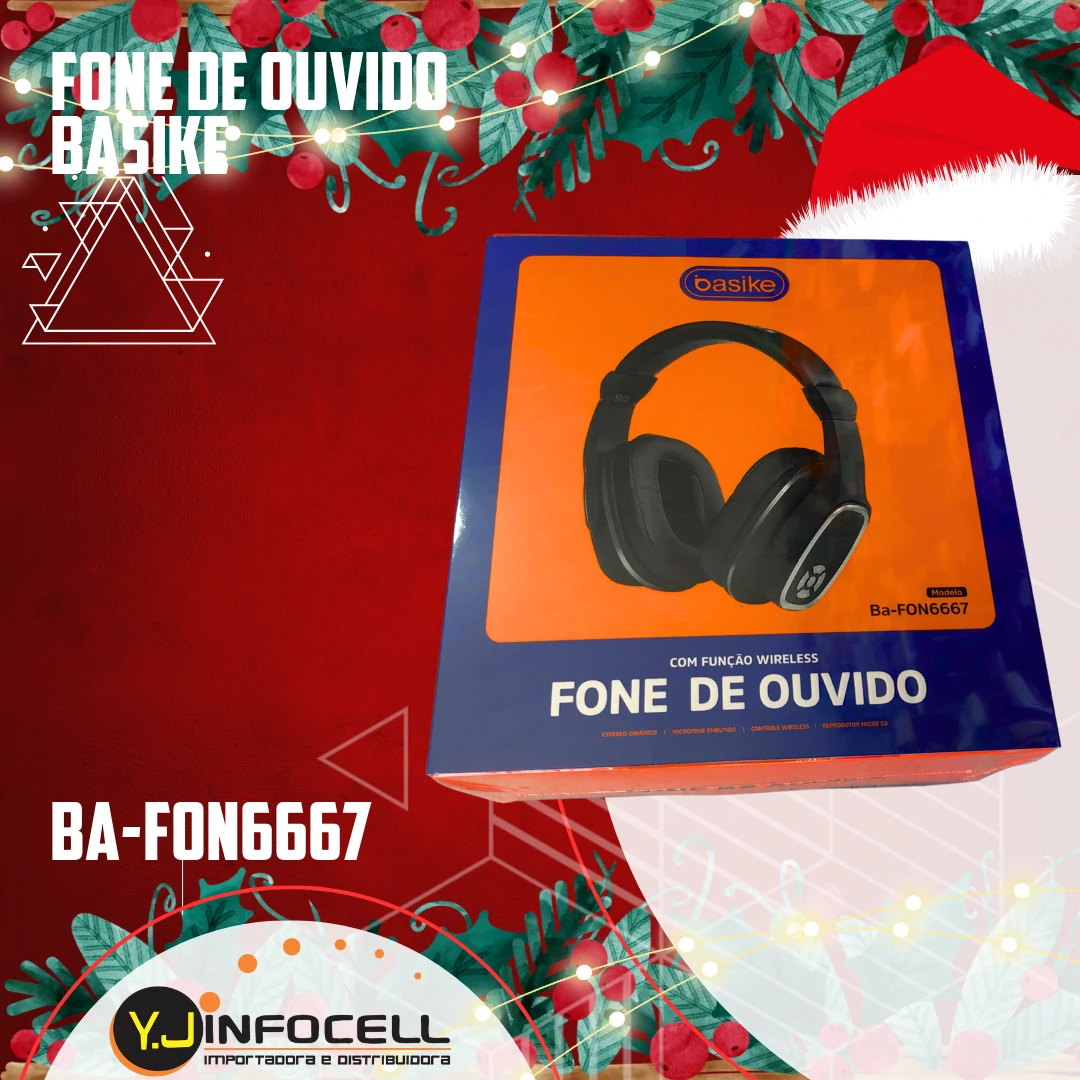 FONE DE OUVIDO
BASIKE
basike
Modelo
Ba-FON6667
COM FUNÇÃO WIRELESS
FONE DE OUVIDO
ESTÉREO DINÂMICO | MICROFONE EMBUTIDO | CONTROLE WIRELESS | REPRODUTOR MICRO SD
BA-FON6667
Y.J INFOCELL
IMPORTADORA E DISTRIBUIDORA